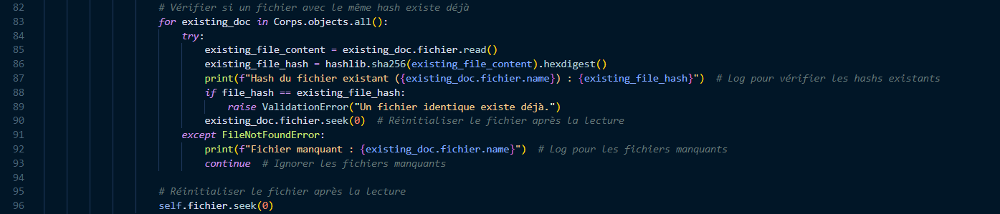 82 # Vérifier si un fichier avec le même hash existe déjà
83 for existing_doc in Corps.objects.all():
84 try:
85 existing_file_content = existing_doc.fichier.read()
86 existing_file_hash = hashlib.sha256(existing_file_content).hexdigest()
87 print(f"Hash du fichier existant ({existing_doc.fichier.name}) : {existing_file_hash}") # Log pour vérifier les hashs existants
88 if file_hash == existing_file_hash:
89 raise ValidationError("Un fichier identique existe déjà.")
90 existing_doc.fichier.seek(0) # Réinitialiser le fichier après la lecture
91 except FileNotFoundError:
92 print(f"Fichier manquant : {existing_doc.fichier.name}") # Log pour les fichiers manquants
93 continue # Ignorer les fichiers manquants
94
95 # Réinitialiser le fichier après la lecture
96 self.fichier.seek(0)